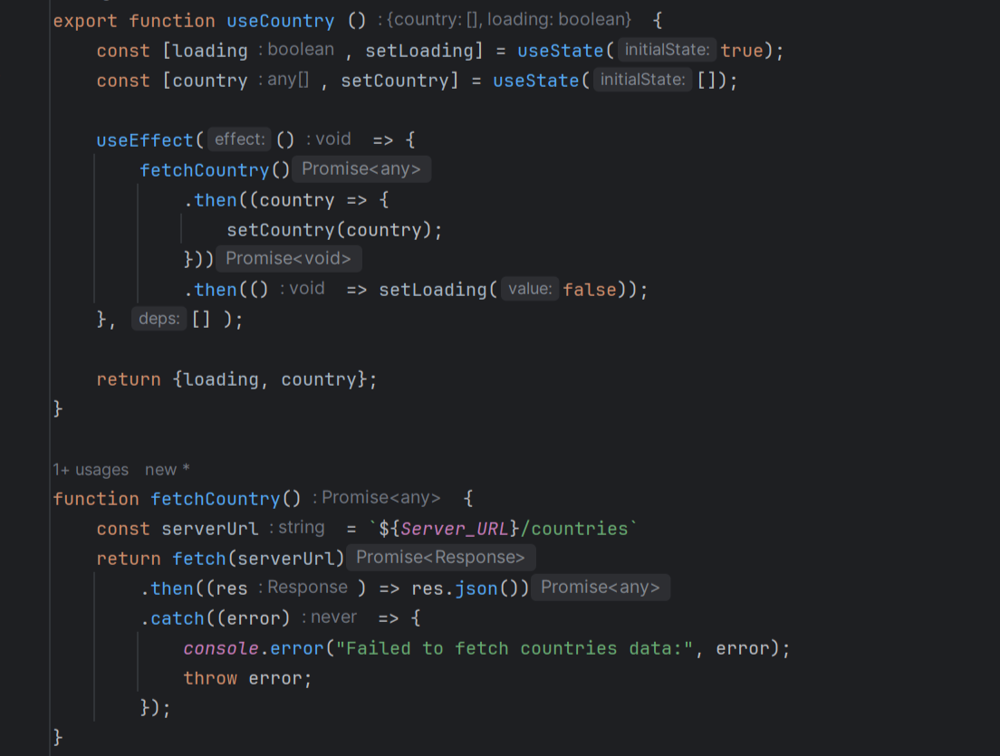 export function useCountry () : {country: [], loading: boolean} {
const [loading : boolean , setLoading] = useState( initialState: true);
const [country : any[] , setCountry] = useState( initialState: []);
useEffect( effect: () : void => {
fetchCountry() Promise<any>
.then((country => {
setCountry(country);
})) Promise<void>
.then(() : void => setLoading( value: false));
}, deps: [] );
return {loading, country};
}
1+ usages new *
function fetchCountry() : Promise<any> {
const serverUrl : string = `${Server_URL}/countries`
return fetch(serverUrl) Promise<Response>
.then((res : Response ) => res.json()) Promise<any>
.catch((error) : never => {
console.error("Failed to fetch countries data:", error);
throw error;
});
}